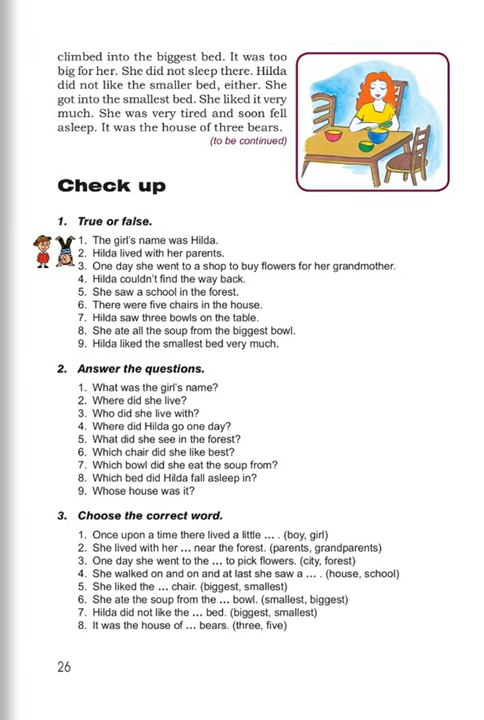 climbed into the biggest bed. It was too
big for her. She did not sleep there. Hilda
did not like the smaller bed, either. She
got into the smallest bed. She liked it very
much. She was very tired and soon fell
asleep. It was the house of three bears.
(to be continued)
Check up
1. True or false.
1. The girl's name was Hilda.
2. Hilda lived with her parents.
3. One day she went to a shop to buy flowers for her grandmother.
4. Hilda couldn't find the way back.
5. She saw a school in the forest.
6. There were five chairs in the house.
7. Hilda saw three bowls on the table.
8. She ate all the soup from the biggest bowl.
9. Hilda liked the smallest bed very much.
2. Answer the questions.
1. What was the girl's name?
2. Where did she live?
3. Who did she live with?
4. Where did Hilda go one day?
5. What did she see in the forest?
6. Which chair did she like best?
7. Which bowl did she eat the soup from?
8. Which bed did Hilda fall asleep in?
9. Whose house was it?
3. Choose the correct word.
1. Once upon a time there lived a little ... . (boy, girl)
2. She lived with her ... near the forest. (parents, grandparents)
3. One day she went to the ... to pick flowers. (city, forest)
4. She walked on and on and at last she saw a ... . (house, school)
5. She liked the ... chair. (biggest, smallest)
6. She ate the soup from the ... bowl. (smallest, biggest)
7. Hilda did not like the ... bed. (biggest, smallest)
8. It was the house of ... bears. (three, five)
26